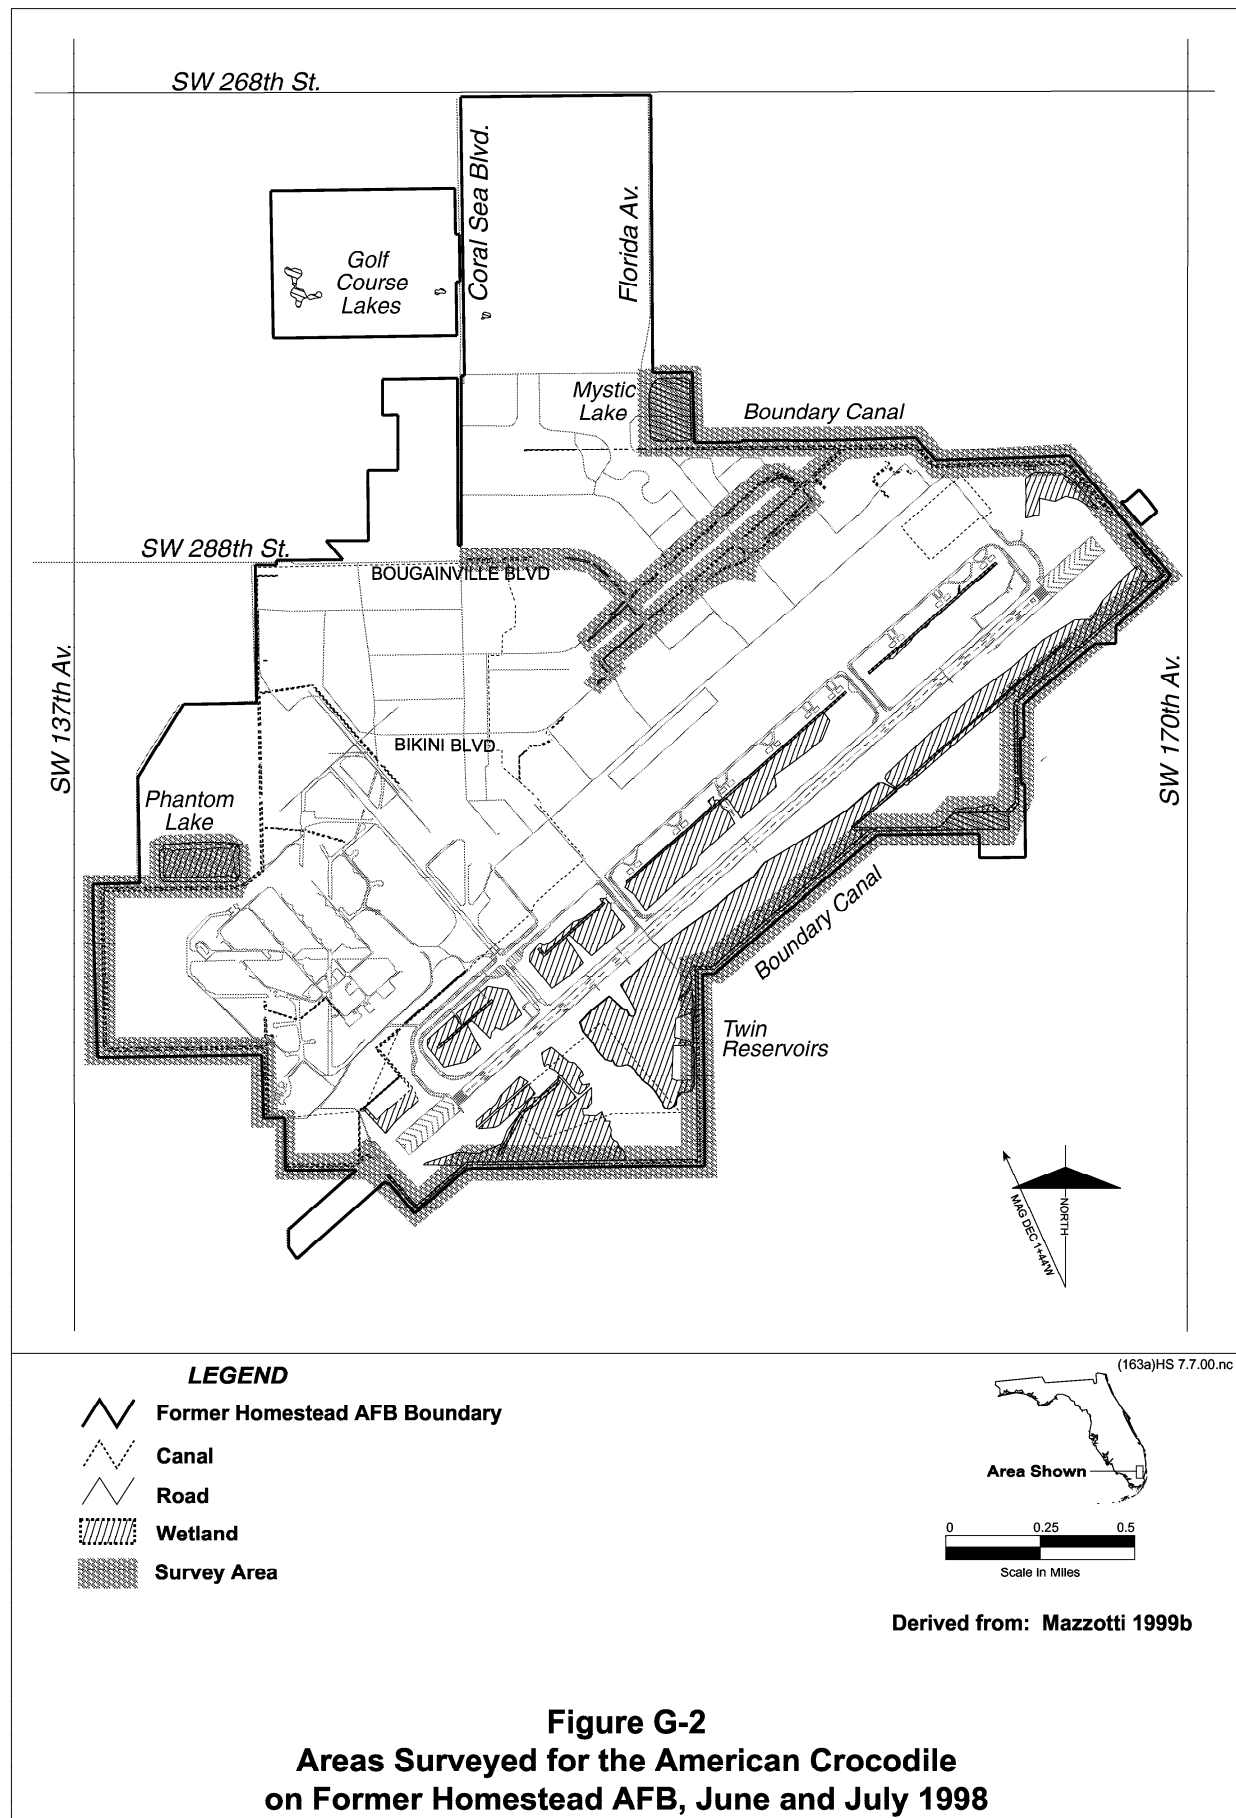 SW 268th St.
Coral Sea Blvd.
Florida Av.
Golf
Course
Lakes
Mystic
Lake
Boundary Canal
SW 288th St.
BOUGAINVILLE BLVD
SW 137th Av.
SW 170th Av.
BIKINI BLVD
Phantom
Lake
Boundary Canal
Twin
Reservoirs
NORTH
MAG DEC 1+44'W
(163a)HS 7.7.00.nc
LEGEND
Former Homestead AFB Boundary
Canal
Road
Wetland
Survey Area
Area Shown
0 0.25 0.5
Scale in Miles
Derived from: Mazzotti 1999b
Figure G-2
Areas Surveyed for the American Crocodile
on Former Homestead AFB, June and July 1998